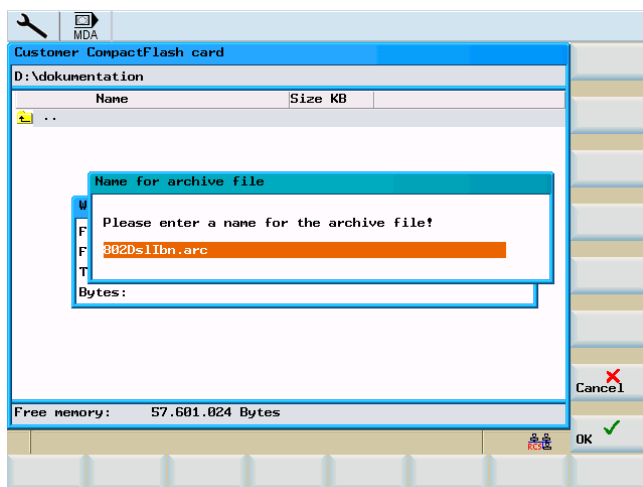 MDA
Customer CompactFlash card
D:\dokumentation
Name Size KB
..
Name for archive file
W
F Please enter a name for the archive file!
F 802DslIbn.arc
T
Bytes:
Cancel
Free memory: 57.601.024 Bytes
RCS
OK